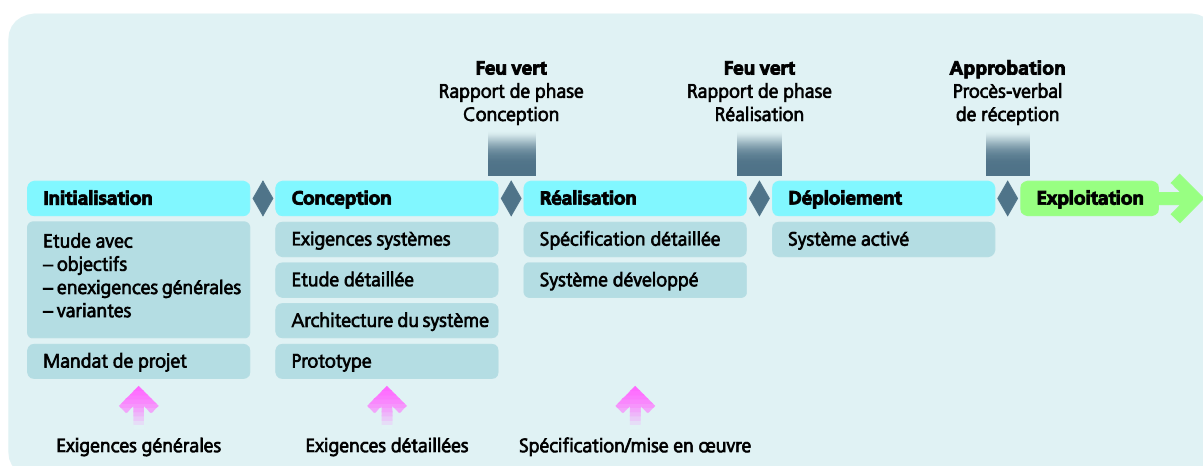 Feu vert
Rapport de phase
Conception
Feu vert
Rapport de phase
Réalisation
Approbation
Procès-verbal
de réception
Initialisation
Conception
Réalisation
Déploiement
Exploitation
Etude avec
– objectifs
– enexigences générales
– variantes
Mandat de projet
Exigences systèmes
Etude détaillée
Architecture du système
Prototype
Spécification détaillée
Système développé
Système activé
Exigences générales
Exigences détaillées
Spécification/mise en œuvre